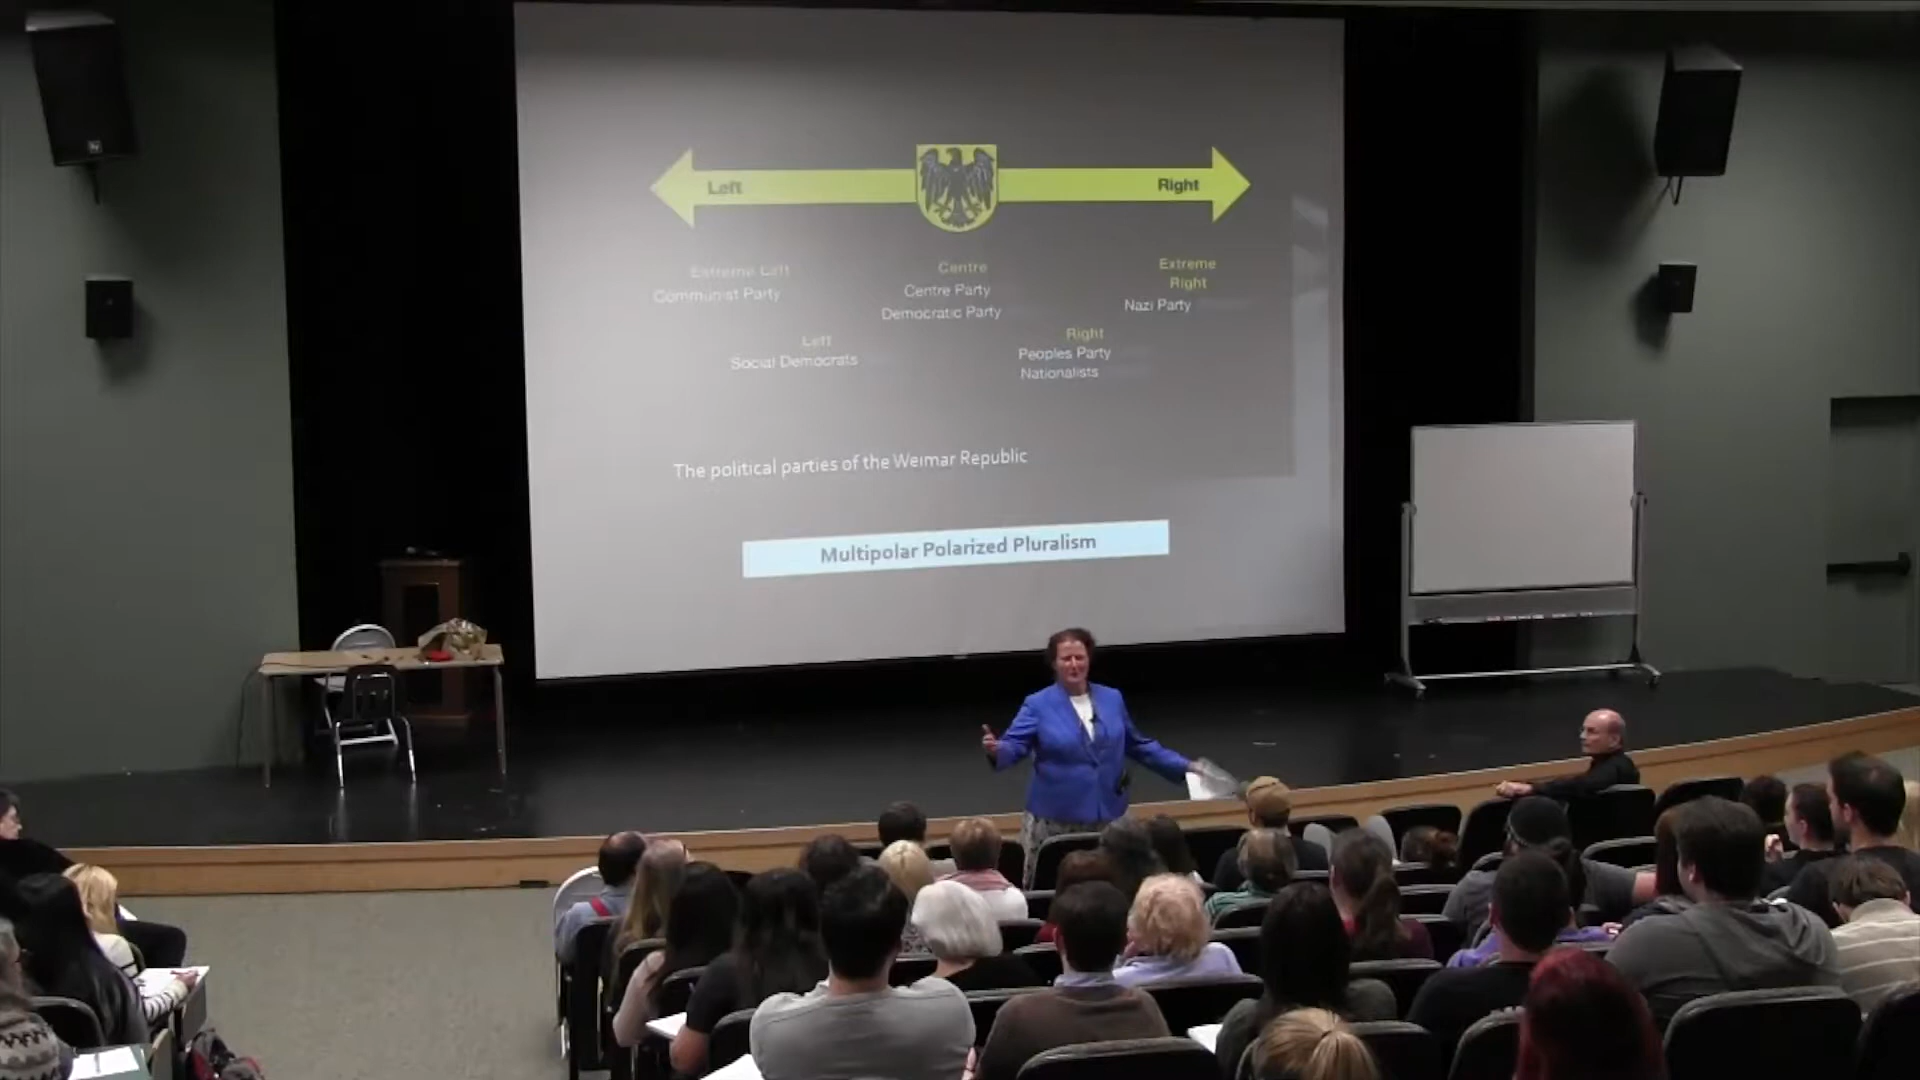 Left
Right
Extreme Left
Communist Party
Centre
Centre Party
Democratic Party
Extreme
Right
Nazi Party
Left
Social Democrats
Right
Peoples Party
Nationalists
The political parties of the Weimar Republic
Multipolar Polarized Pluralism